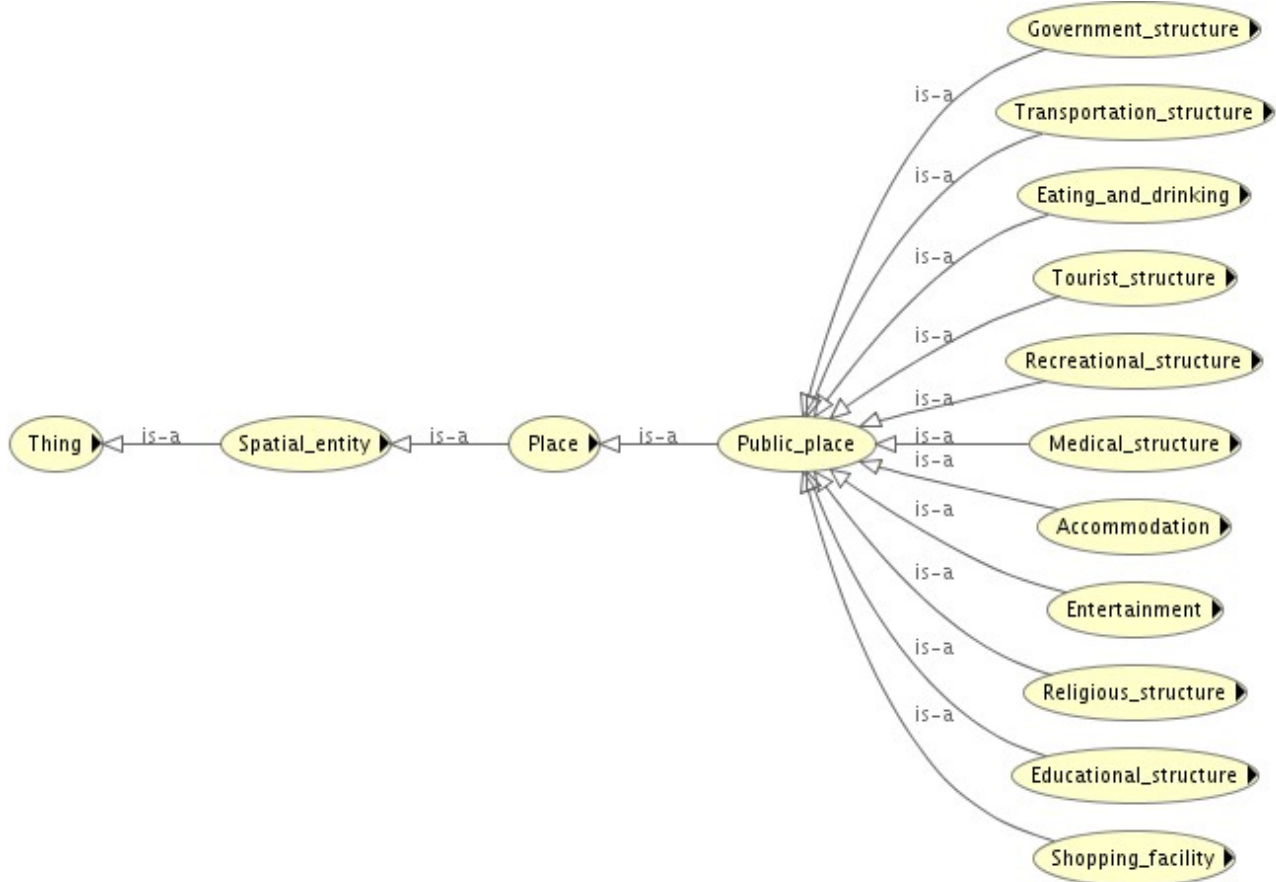 Government_structure
is-a
Transportation_structure
is-a
Eating_and_drinking
is-a
Tourist_structure
is-a
Recreational_structure
is-a
Thing
is-a
Spatial_entity
is-a
Place
is-a
Public_place
is-a
Medical_structure
is-a
Accommodation
is-a
Entertainment
is-a
Religious_structure
is-a
Educational_structure
is-a
Shopping_facility